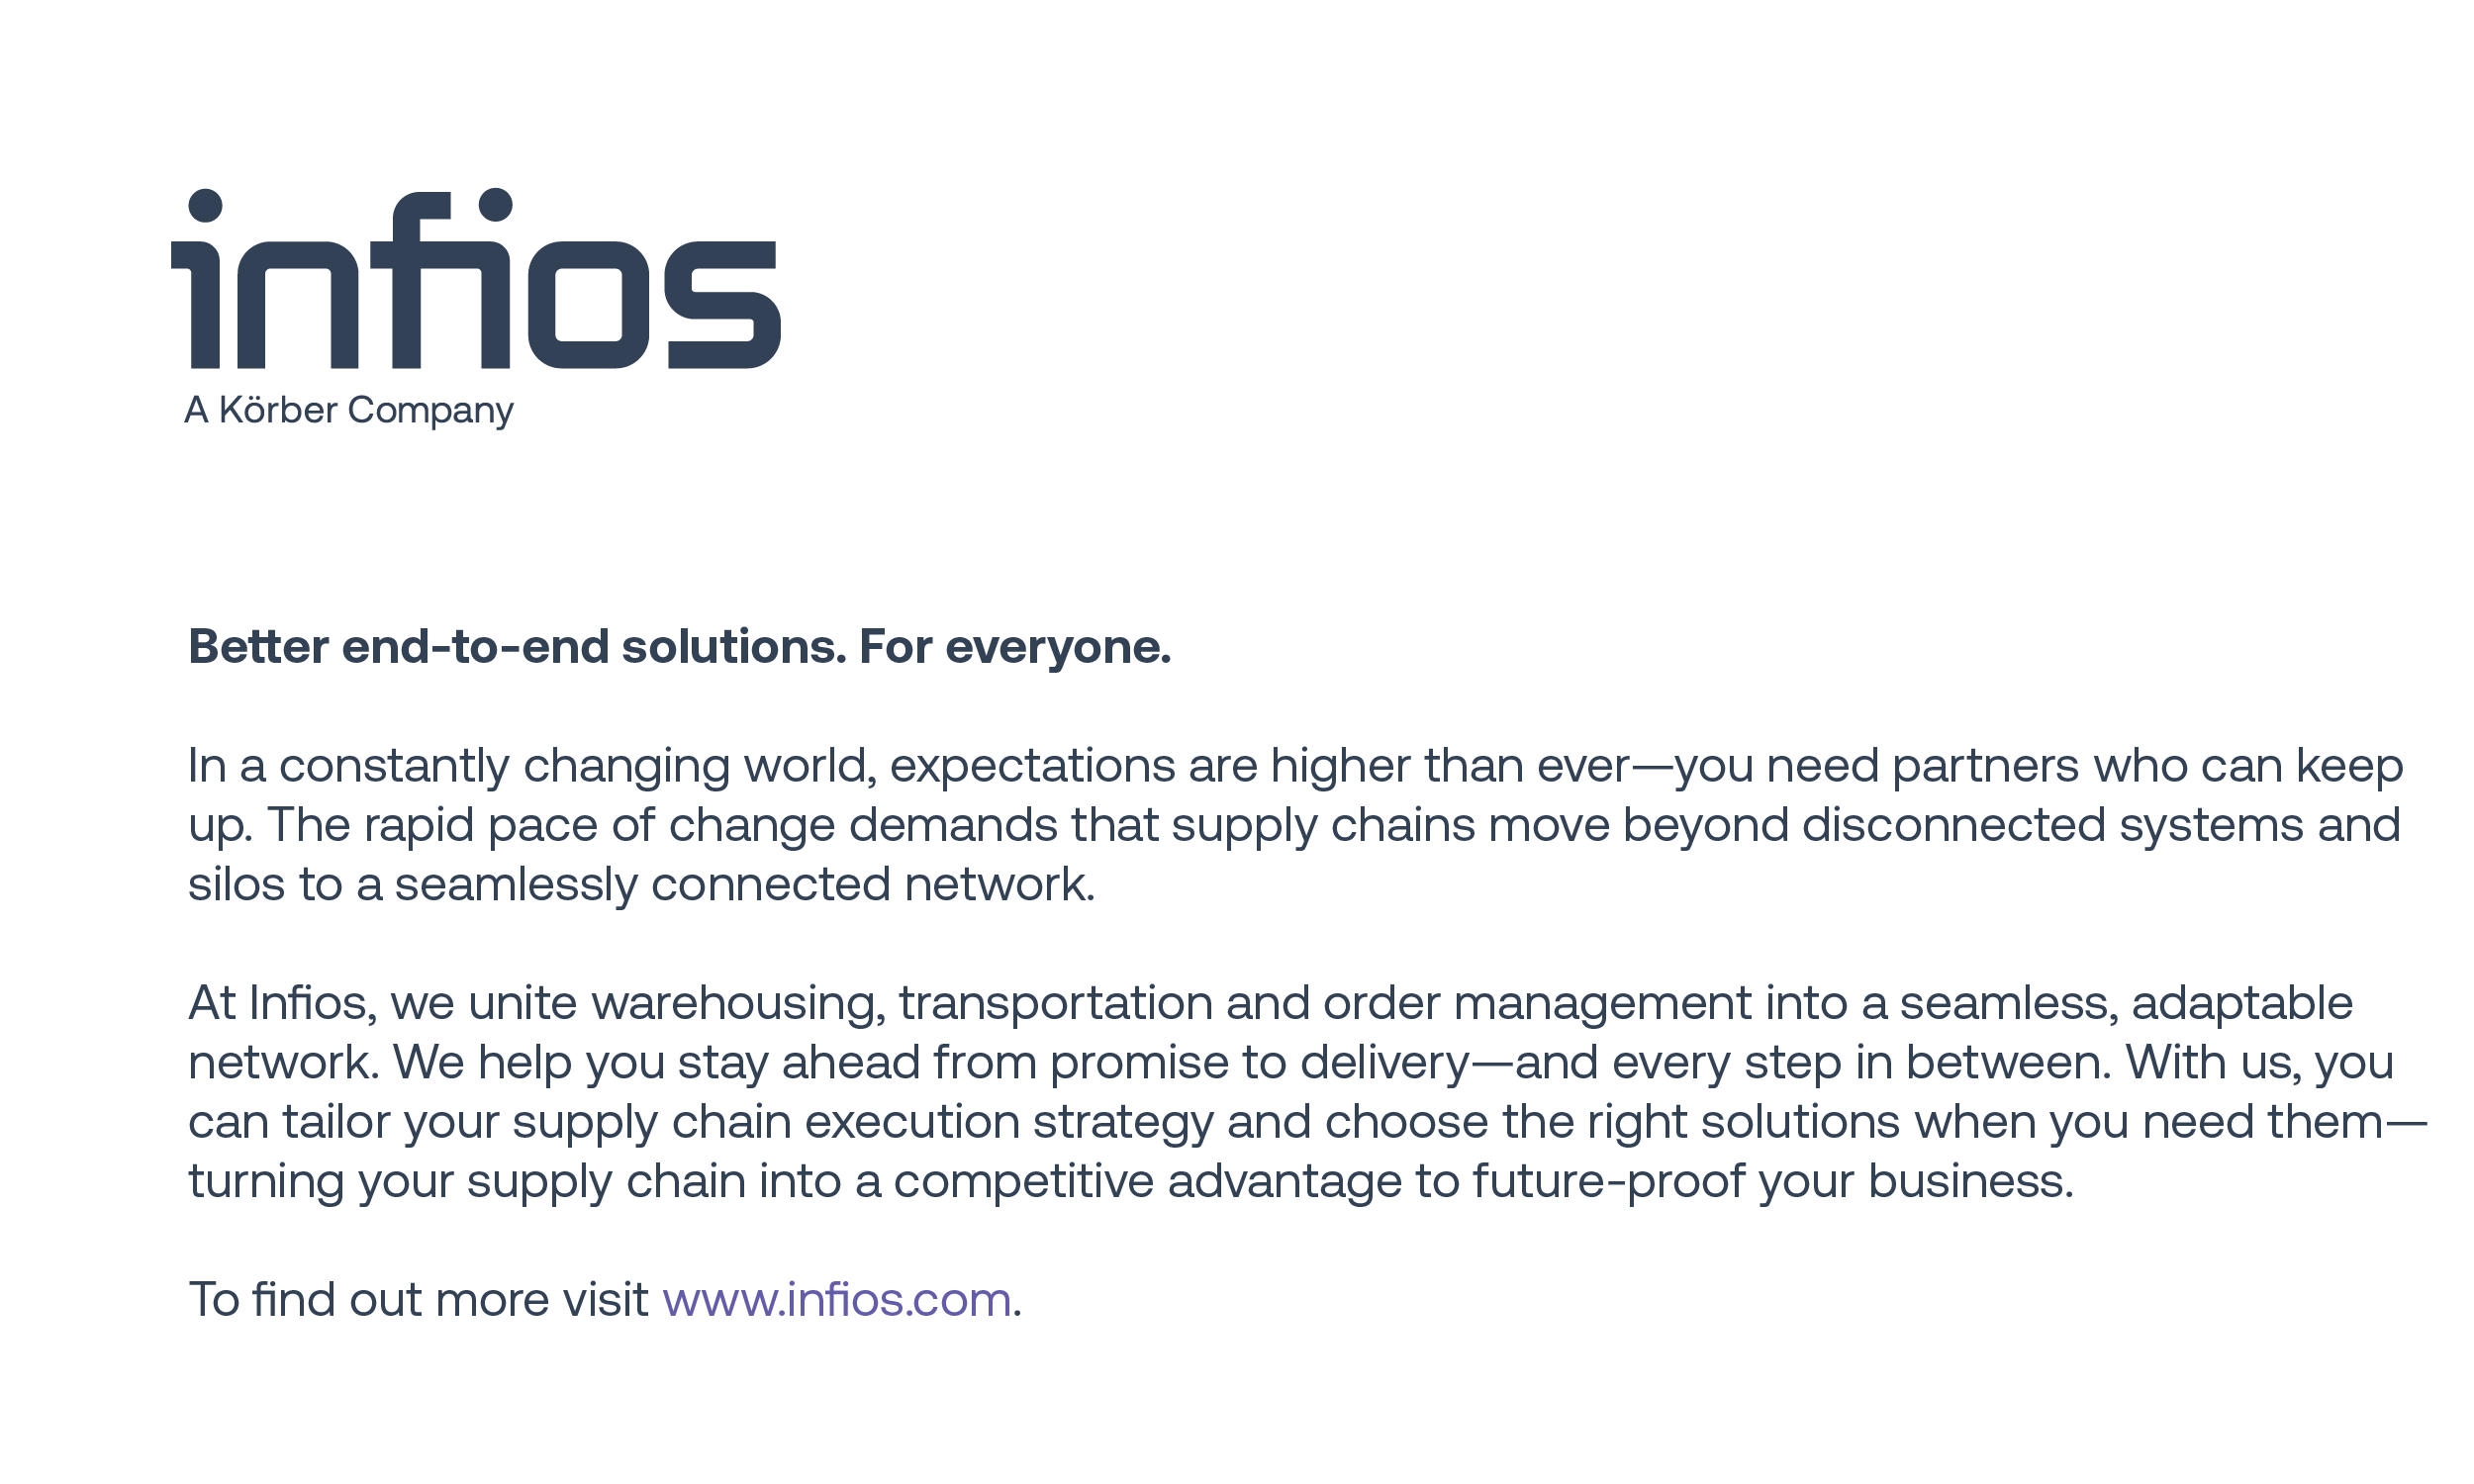 infios
A Körber Company
Better end-to-end solutions. For everyone.
In a constantly changing world, expectations are higher than ever—you need partners who can keep
up. The rapid pace of change demands that supply chains move beyond disconnected systems and
silos to a seamlessly connected network.
At Infios, we unite warehousing, transportation and order management into a seamless, adaptable
network. We help you stay ahead from promise to delivery—and every step in between. With us, you
can tailor your supply chain execution strategy and choose the right solutions when you need them—
turning your supply chain into a competitive advantage to future-proof your business.
To find out more visit www.infios.com.